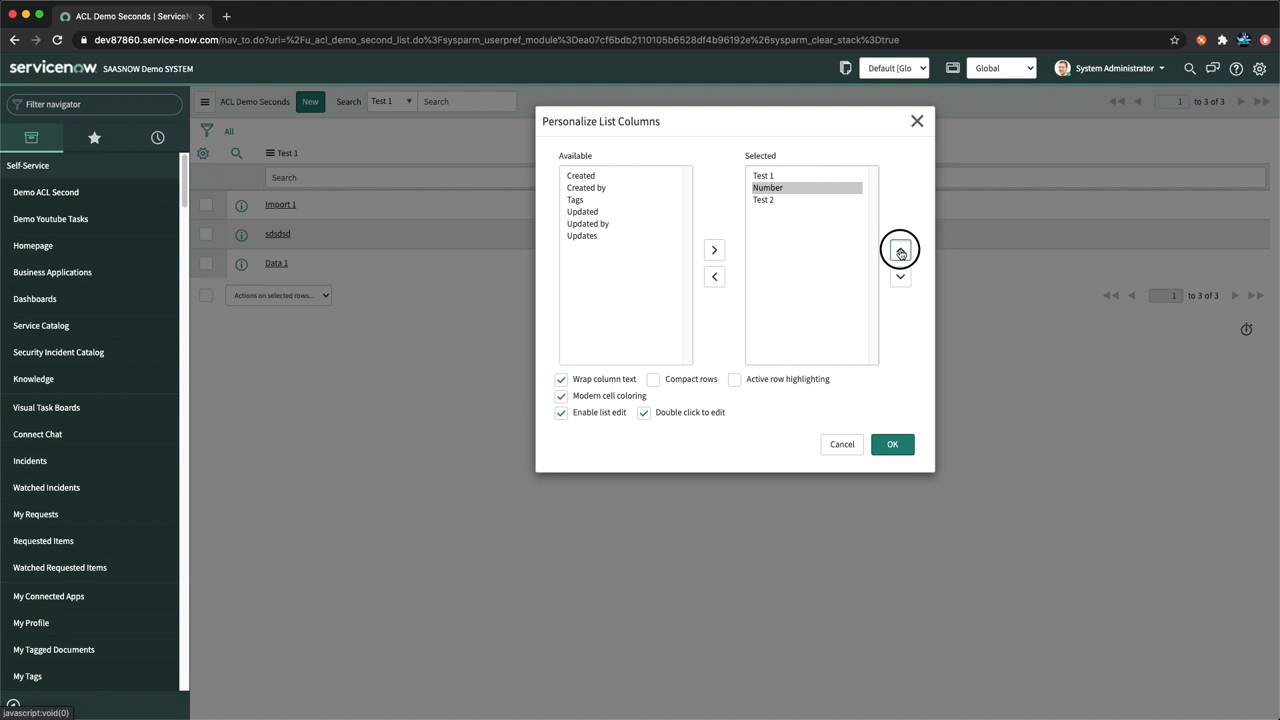 ACL Demo Seconds | ServiceN
dev87860.service-now.com/nav_to.do?uri=%2Fu_acl_demo_second_list.do%3Fsysparm_userpref_module%3Dea07cf6bdb2110105b6528df4b96192e%26sysparm_clear_stack%3Dtrue
servicenow SAASNOW Demo SYSTEM
Default [Glo
Global
System Administrator
Filter navigator
ACL Demo Seconds
New
Search
Test 1
Search
1 to 3 of 3
All
Test 1
Search
Import 1
sdsdsd
Data 1
Actions on selected rows...
1 to 3 of 3
Self-Service
Demo ACL Second
Demo Youtube Tasks
Homepage
Business Applications
Dashboards
Service Catalog
Security Incident Catalog
Knowledge
Visual Task Boards
Connect Chat
Incidents
Watched Incidents
My Requests
Requested Items
Watched Requested Items
My Connected Apps
My Profile
My Tagged Documents
My Tags
javascript:void(0)
Personalize List Columns
Available
Created
Created by
Tags
Updated
Updated by
Updates
Selected
Test 1
Number
Test 2
Wrap column text
Compact rows
Active row highlighting
Modern cell coloring
Enable list edit
Double click to edit
Cancel
OK